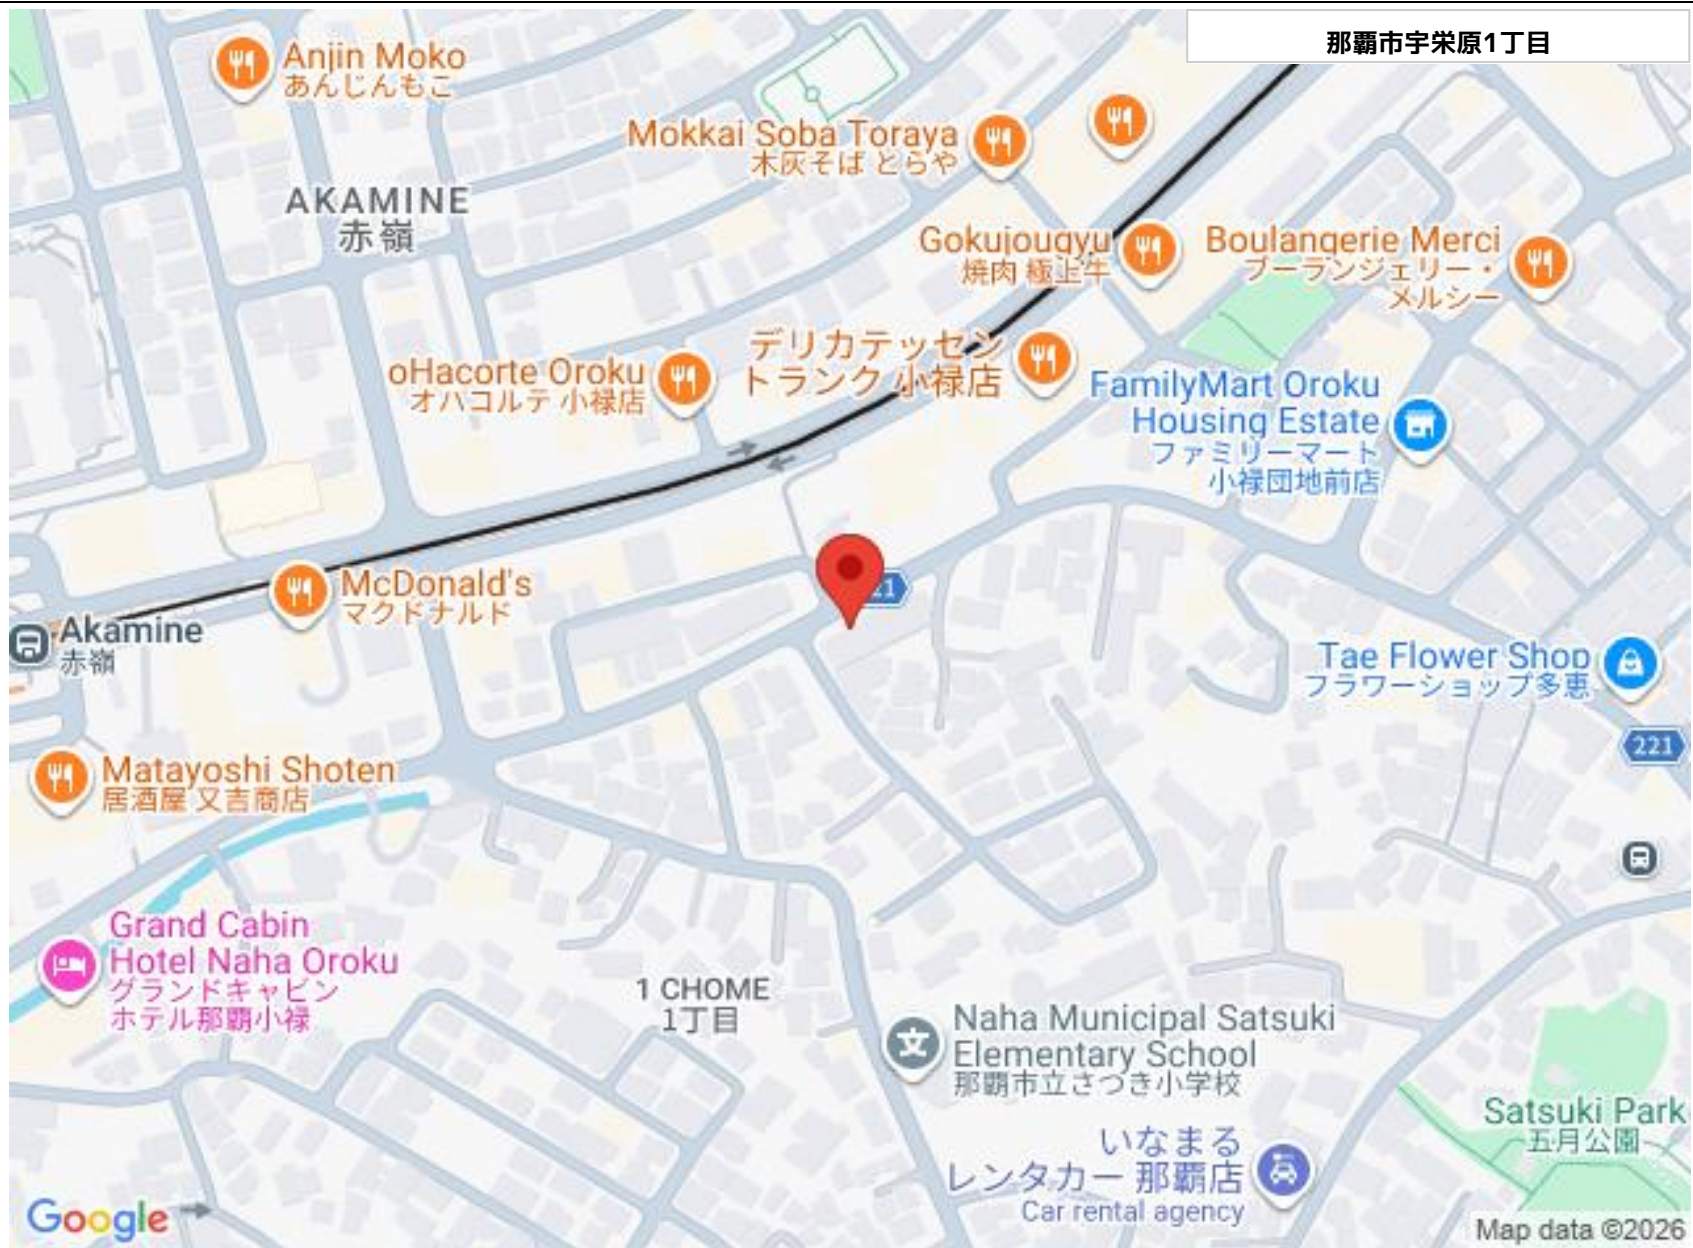 那覇市宇栄原1丁目
Anjin Moko
あんじんもこ
Mokkai Soba Toraya
木灰そば とらや
AKAMINE
赤嶺
Gokujougyu
焼肉 極上牛
Boulangerie Merci
ブーランジェリー・
メルシー
デリカテッセン
トランク 小禄店
oHacorte Oroku
オハコルテ 小禄店
FamilyMart Oroku
Housing Estate
ファミリーマート
小禄団地前店
McDonald's
マクドナルド
21
Akamine
赤嶺
Tae Flower Shop
フラワーショップ多恵
221
Matayoshi Shoten
居酒屋 又吉商店
Grand Cabin
Hotel Naha Oroku
グランドキャビン
ホテル那覇小禄
1 CHOME
1丁目
Naha Municipal Satsuki
Elementary School
那覇市立さつき小学校
Satsuki Park
五月公園
いなまる
レンタカー 那覇店
Car rental agency
Google
Map data ©2026